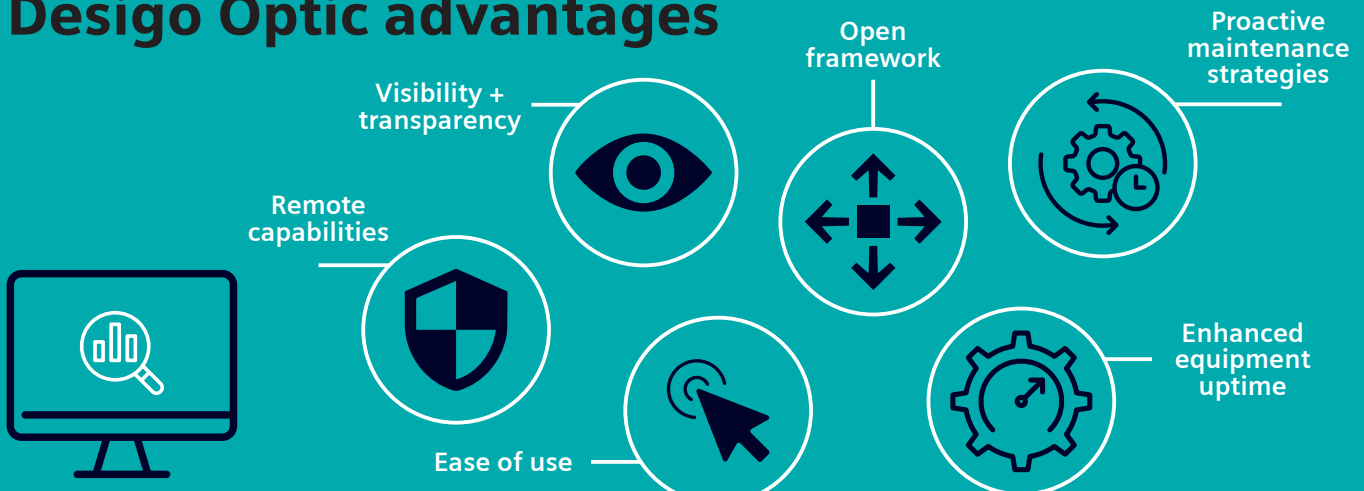 Desigo Optic advantages
Visibility +
transparency
Open
framework
Proactive
maintenance
strategies
Remote
capabilities
Ease of use
Enhanced
equipment
uptime